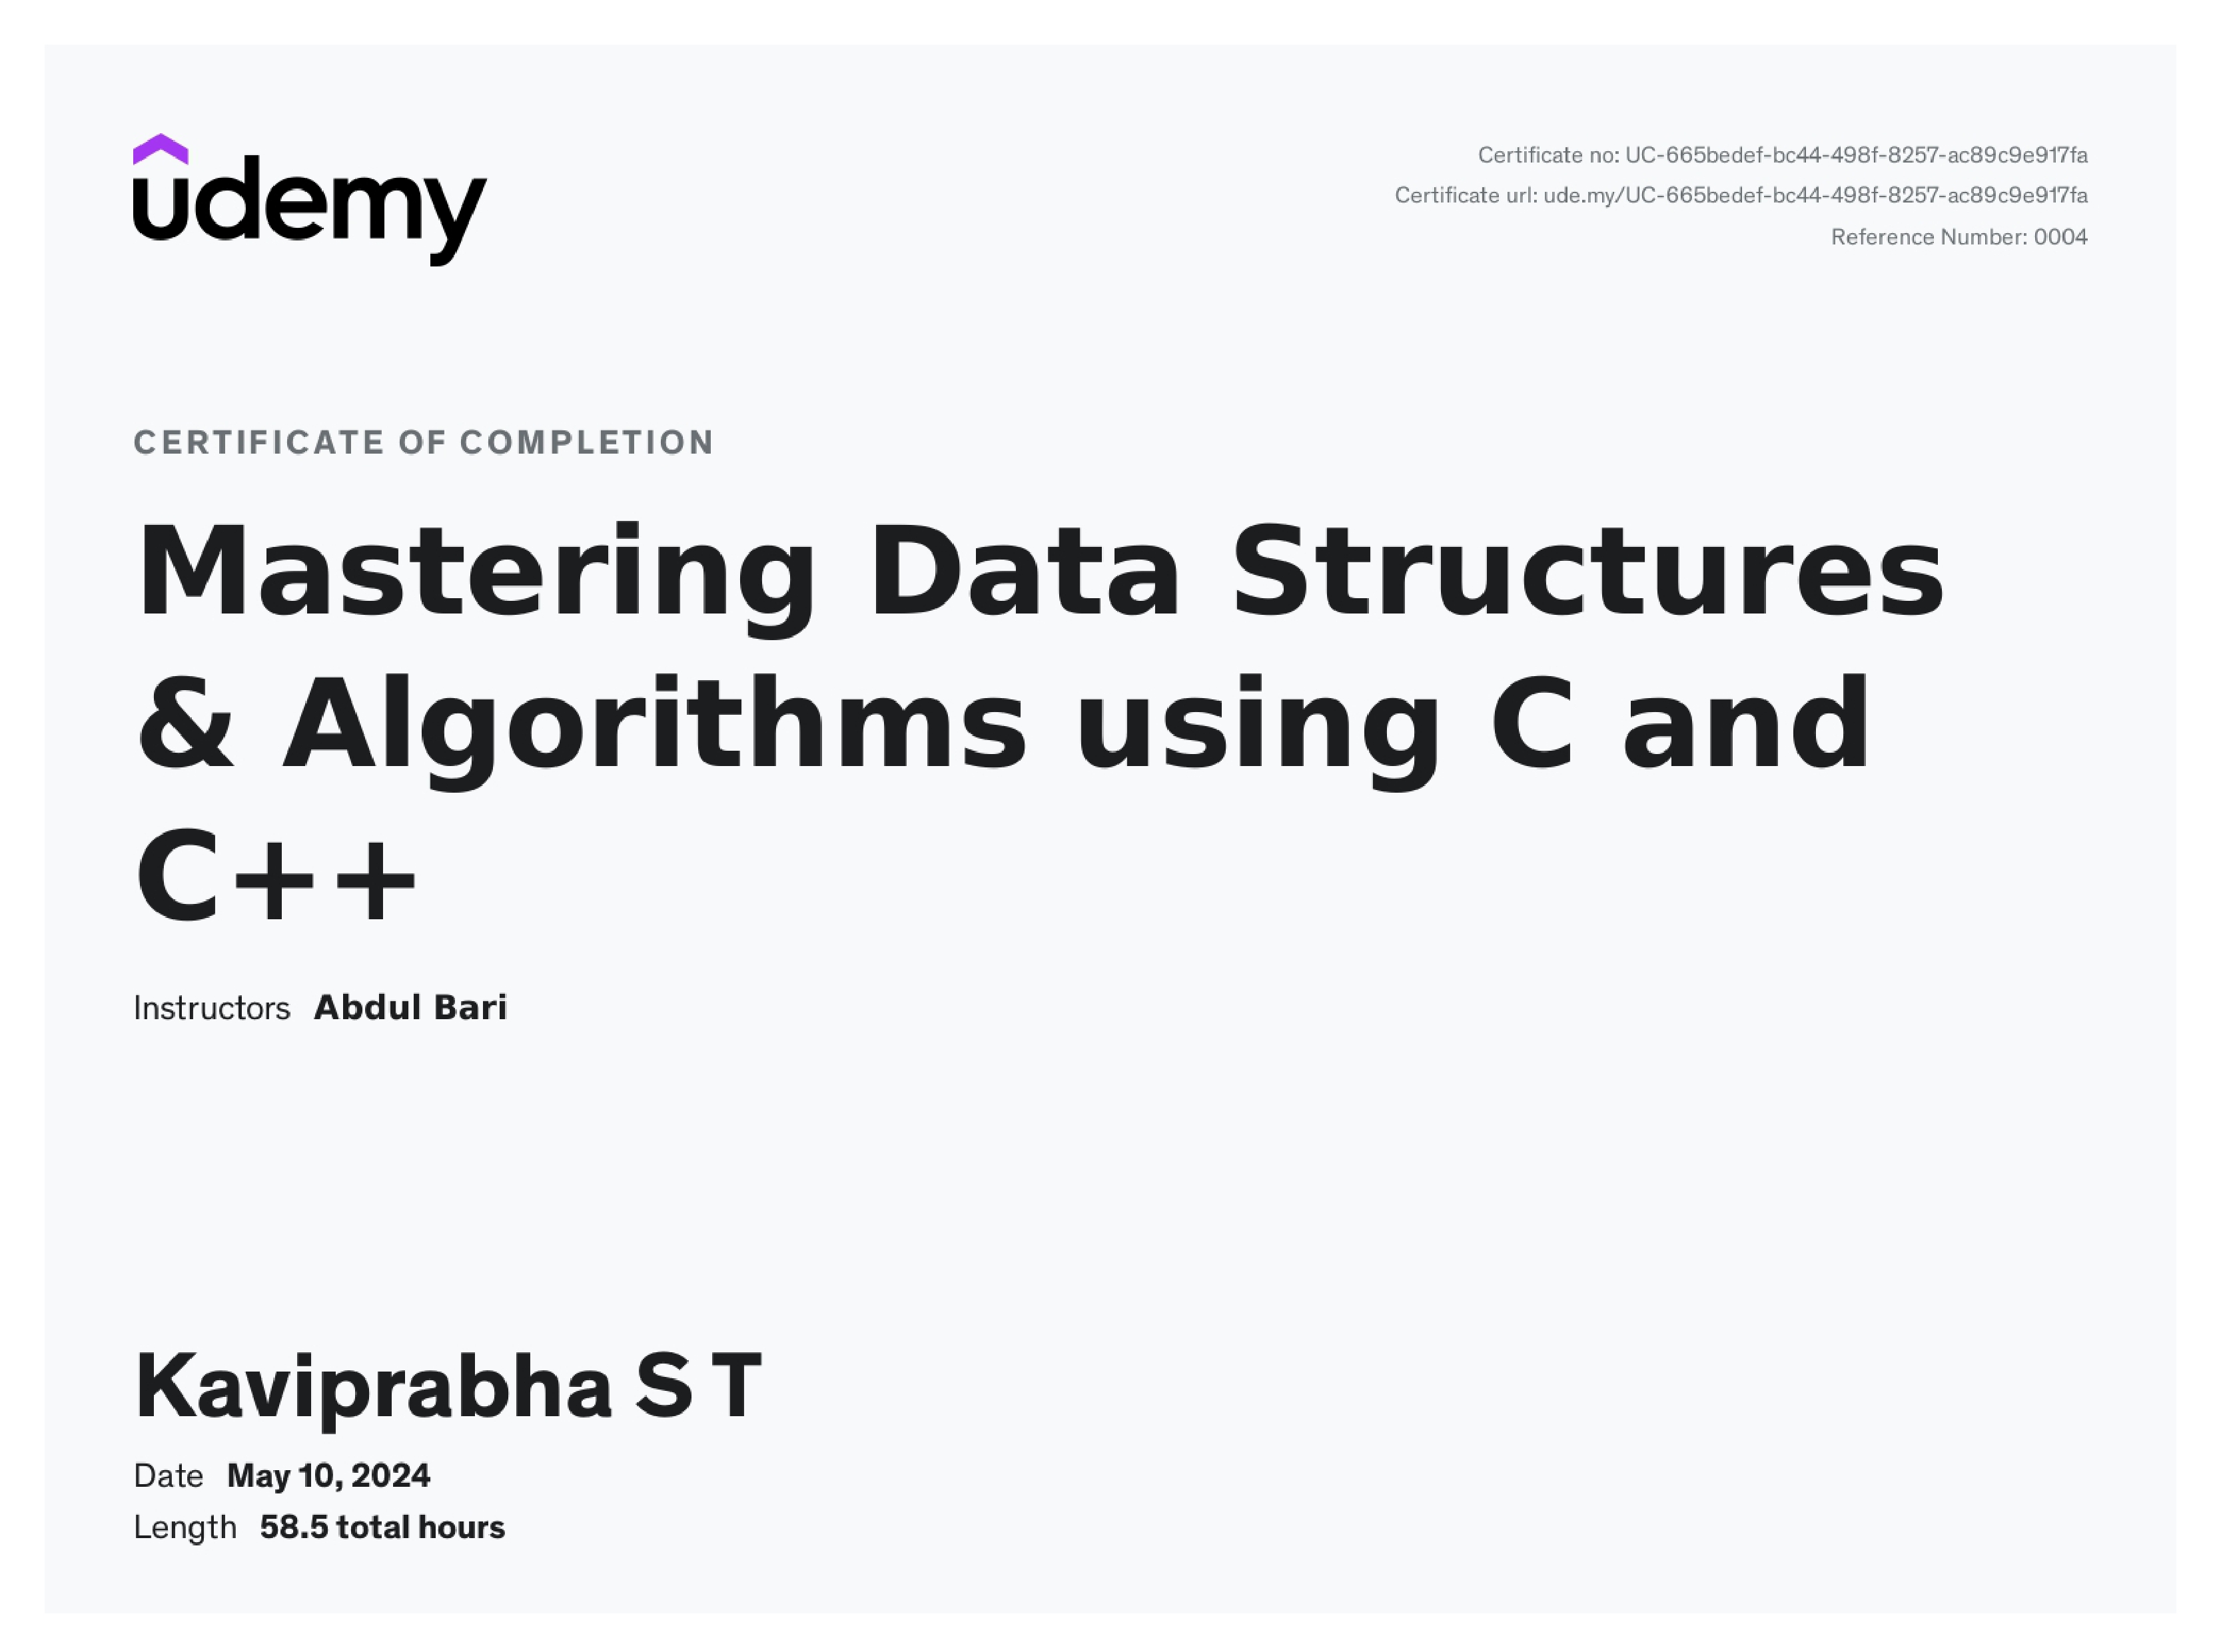 udemy
Certificate no: UC-665bedef-bc44-498f-8257-ac89c9e917fa
Certificate url: ude.my/UC-665bedef-bc44-498f-8257-ac89c9e917fa
Reference Number: 0004
CERTIFICATE OF COMPLETION
Mastering Data Structures
& Algorithms using C and
C++
Instructors Abdul Bari
Kaviprabha S T
Date May 10, 2024
Length 58.5 total hours